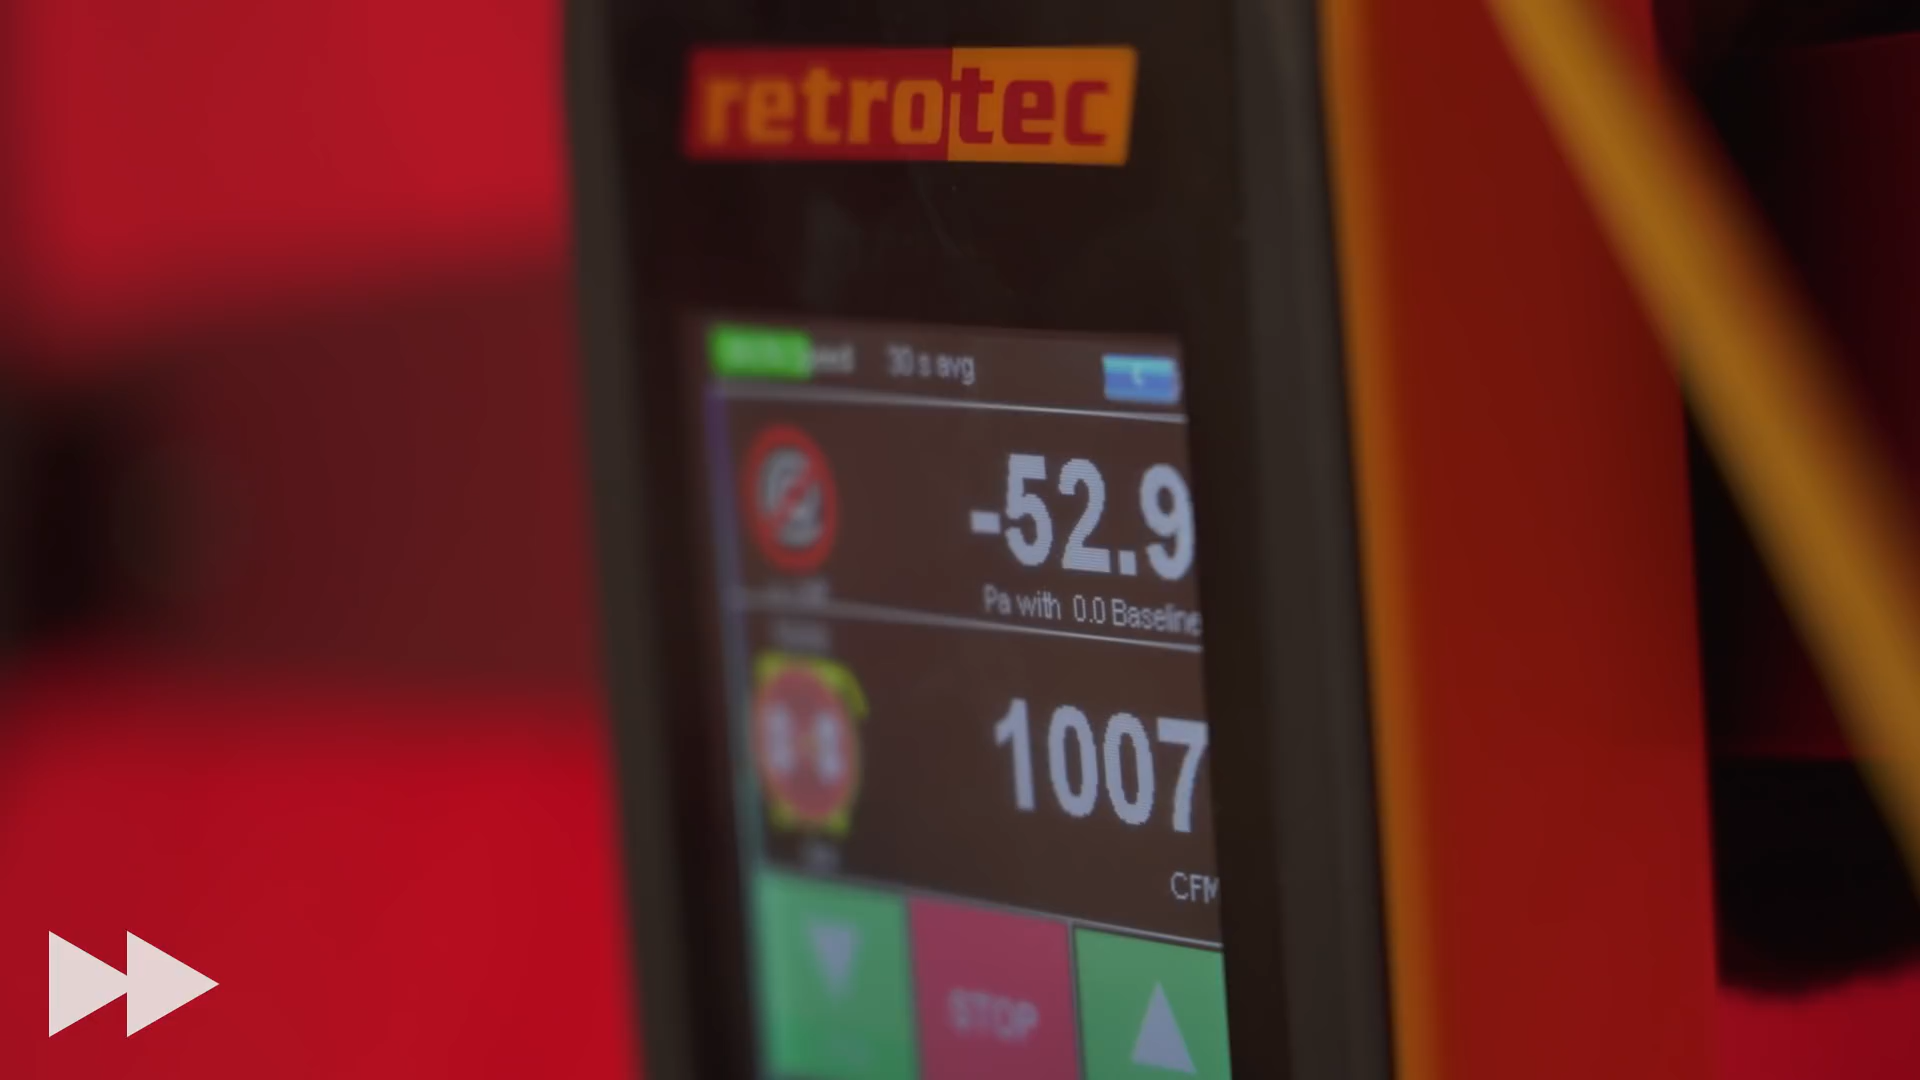 retrotec
30 s avg
-52.9
Pa with 0.0 Baseline
1007
CFM
STOP